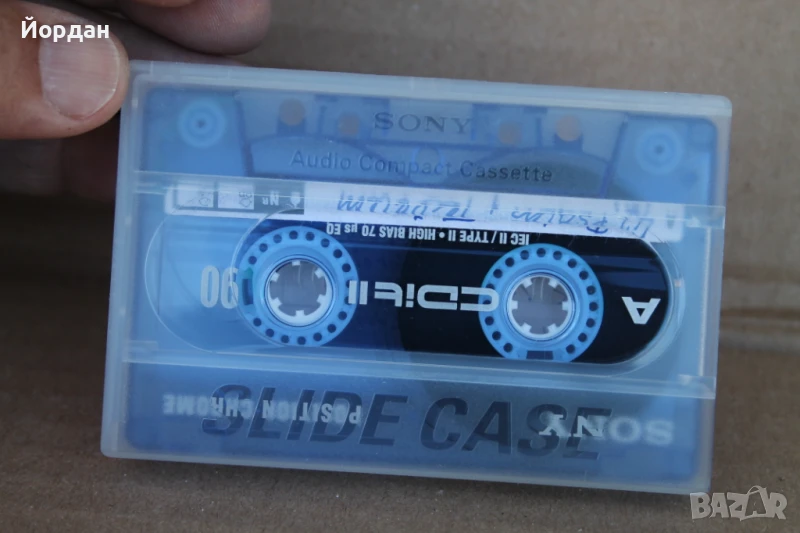 Йордан
SONY
Audio Compact Cassette
IEC II / TYPE II • HIGH BIAS 70 µs EQ
A
CDit II
90
SLIDE CASE
POSITION CHROME
SONY
BAZAR